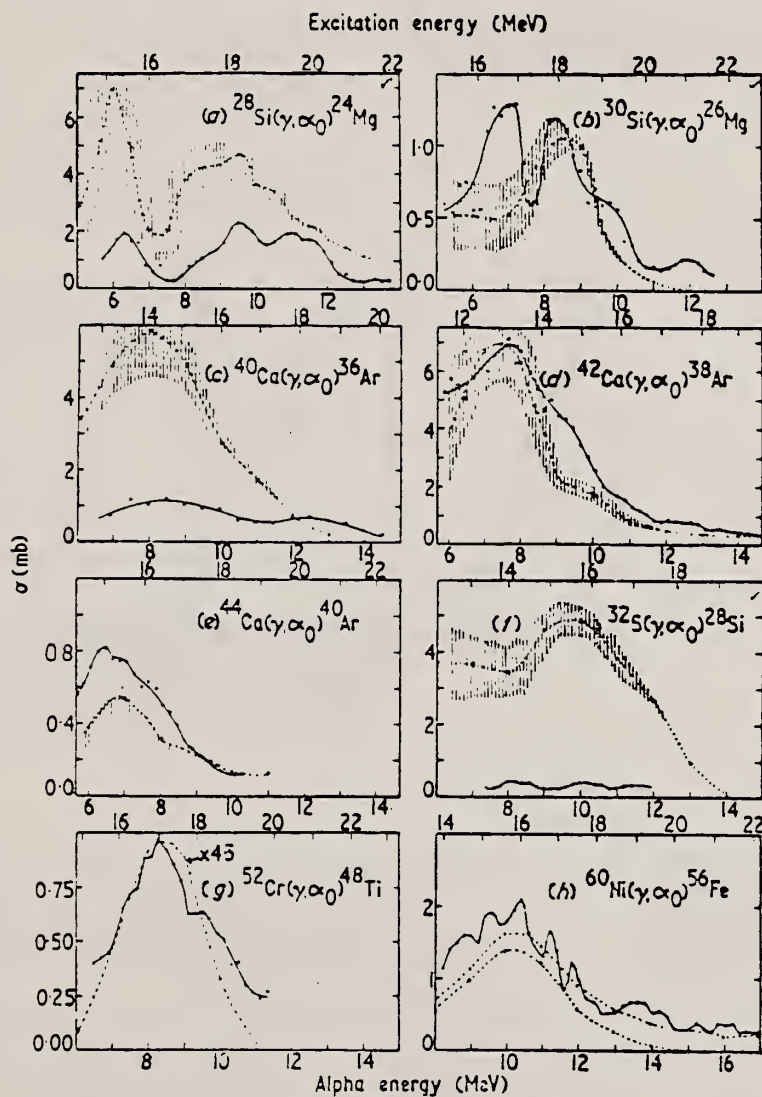 Excitation energy (MeV)
14 16 18 20 22
16 18 20 22
6
4
2
0
(a) ²⁸Si(γ,α₀)²⁴Mg
1·0
0·5
0·0
(b) ³⁰Si(γ,α₀)²⁶Mg
6 8 10 12
6 8 10 12
14 16 18 20
12 14 16 18 20
4
2
0
(c) ⁴⁰Ca(γ,α₀)³⁶Ar
6
4
2
0
(d) ⁴²Ca(γ,α₀)³⁸Ar
8 10 12 14
6 8 10 12 14
σ (mb)
16 18 20 22
14 16 18 20
0·8
0·4
0·0
(e) ⁴⁴Ca(γ,α₀)⁴⁰Ar
4
2
0
(f) ³²S(γ,α₀)²⁸Si
6 8 10 12 14
8 10 12 14
16 18 20 22
14 16 18 20 22
0·75
0·50
0·25
0·00
×45
(g) ⁵²Cr(γ,α₀)⁴⁸Ti
2
1
0
(h) ⁶⁰Ni(γ,α₀)⁵⁶Fe
8 10 12 14
10 12 14 16
Alpha energy (MeV)